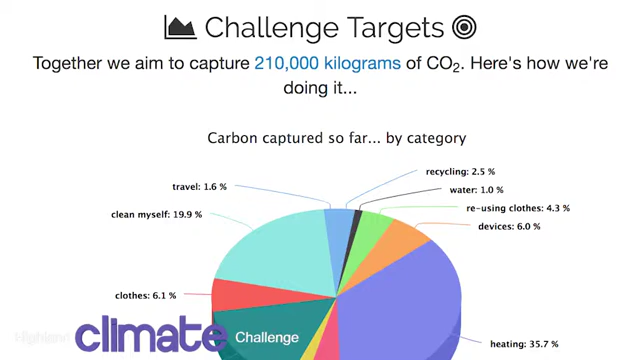 Challenge Targets
Together we aim to capture 210,000 kilograms of CO₂. Here's how we're
doing it...
Carbon captured so far... by category
recycling: 2.5 %
travel: 1.6 %
water: 1.0 %
re-using clothes: 4.3 %
clean myself: 19.9 %
devices: 6.0 %
clothes: 6.1 %
heating: 35.7 %
Highland
climate
Challenge